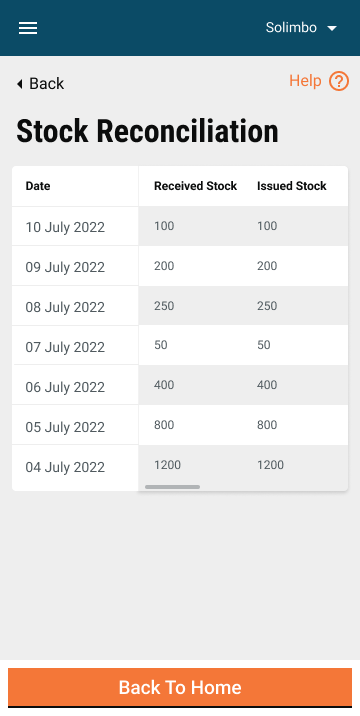 Solimbo
Back
Help
Stock Reconciliation
Date Received Stock Issued Stock
10 July 2022 100 100
09 July 2022 200 200
08 July 2022 250 250
07 July 2022 50 50
06 July 2022 400 400
05 July 2022 800 800
04 July 2022 1200 1200
Back To Home